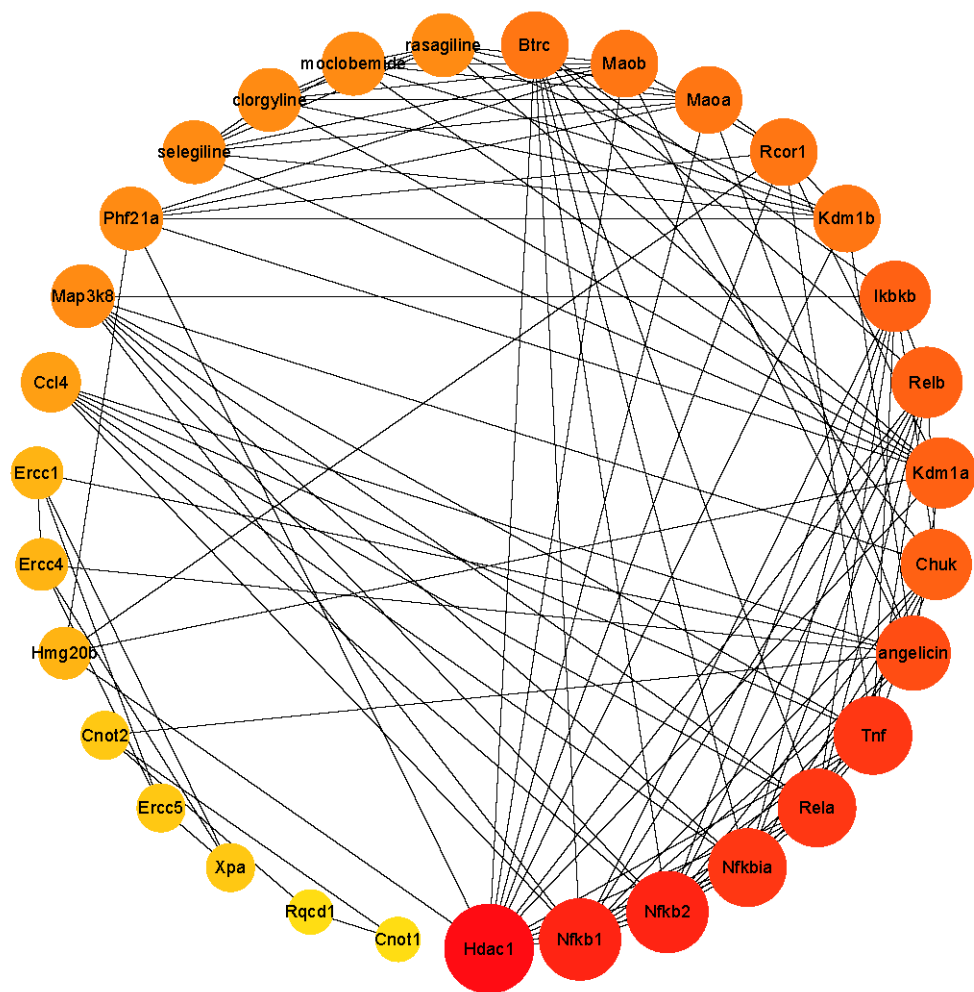 rasagiline
Btrc
moclobemide
Maob
clorgyline
Maoa
selegiline
Rcor1
Phf21a
Kdm1b
Map3k8
Ikbkb
Ccl4
Relb
Ercc1
Kdm1a
Ercc4
Chuk
Hmg20b
angelicin
Cnot2
Tnf
Ercc5
Rela
Xpa
Nfkbia
Rqcd1
Nfkb2
Cnot1
Nfkb1
Hdac1